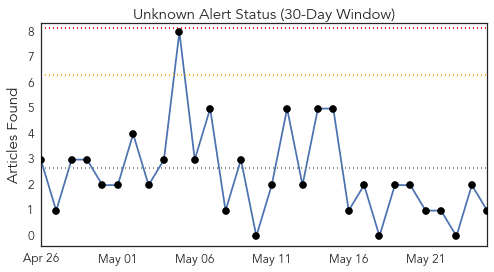 Unknown Alert Status (30-Day Window)
Articles Found
8
7
6
5
4
3
2
1
0
Apr 26
May 01
May 06
May 11
May 16
May 21